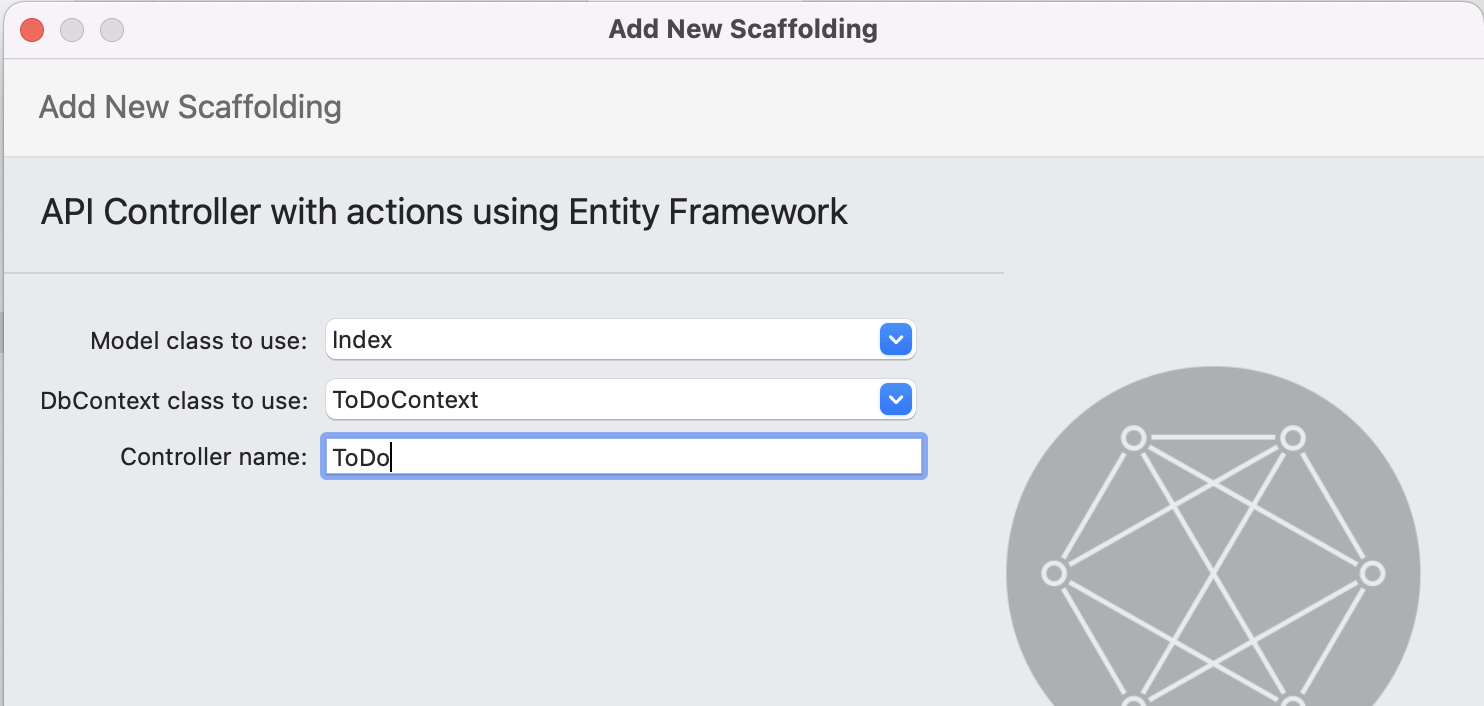 Add New Scaffolding
Add New Scaffolding
API Controller with actions using Entity Framework
Model class to use: Index
DbContext class to use: ToDoContext
Controller name: ToDo